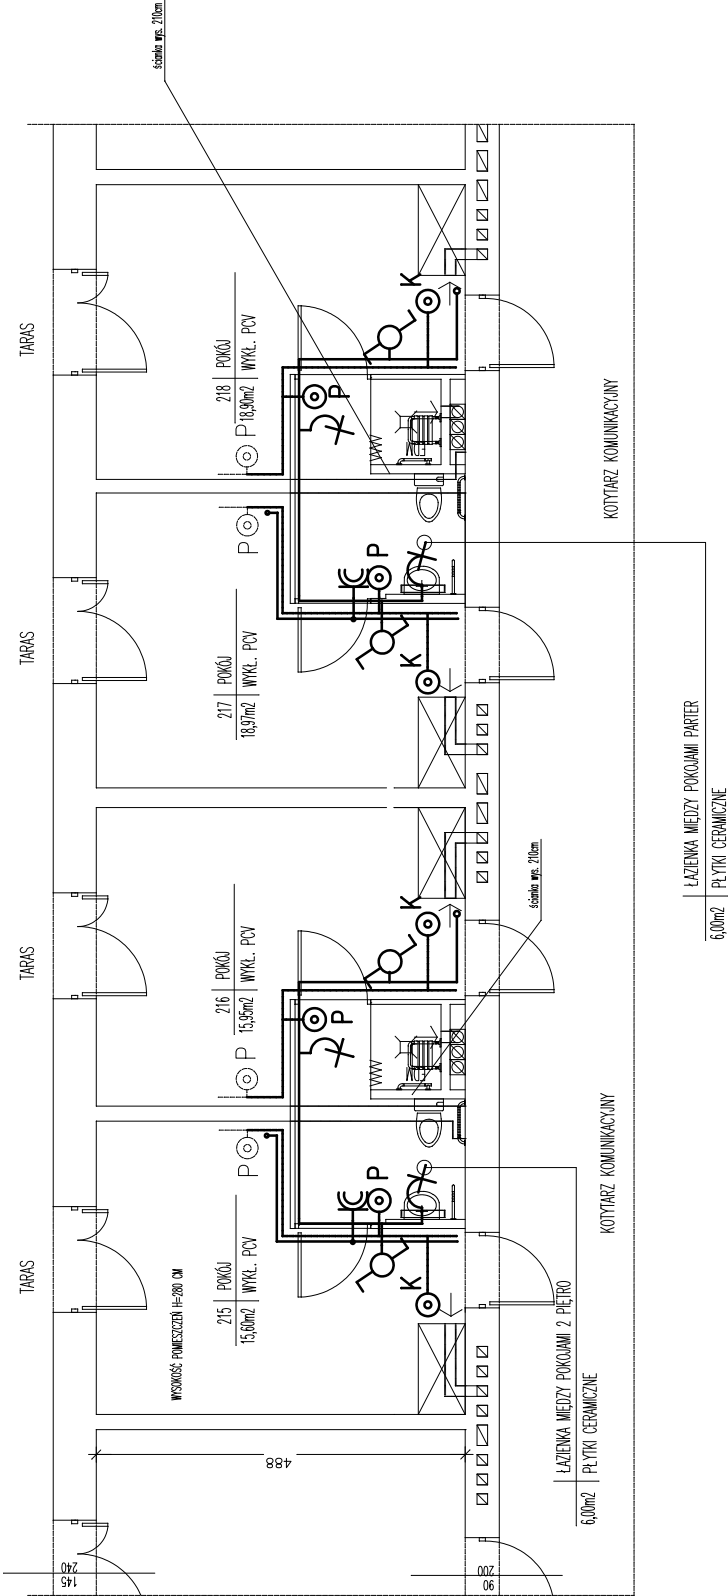 TARAS
TARAS
TARAS
TARAS
WYSOKOŚĆ POMIESZCZEŃ H=280 CM
215 POKÓJ
15,60m2 WYKŁ. PCV
216 POKÓJ
15,95m2 WYKŁ. PCV
217 POKÓJ
18,97m2 WYKŁ. PCV
218 POKÓJ
18,90m2 WYKŁ. PCV
P
P
P
P
P
P
P
P
K
K
K
K
ścianka wys. 210cm
ścianka wys. 210cm
488
145
240
90
200
KOTYTARZ KOMUNIKACYJNY
KOTYTARZ KOMUNIKACYJNY
ŁAZIENKA MIĘDZY POKOJAMI 2 PIĘTRO
6,00m2 PŁYTKI CERAMICZNE
ŁAZIENKA MIĘDZY POKOJAMI PARTER
6,00m2 PŁYTKI CERAMICZNE